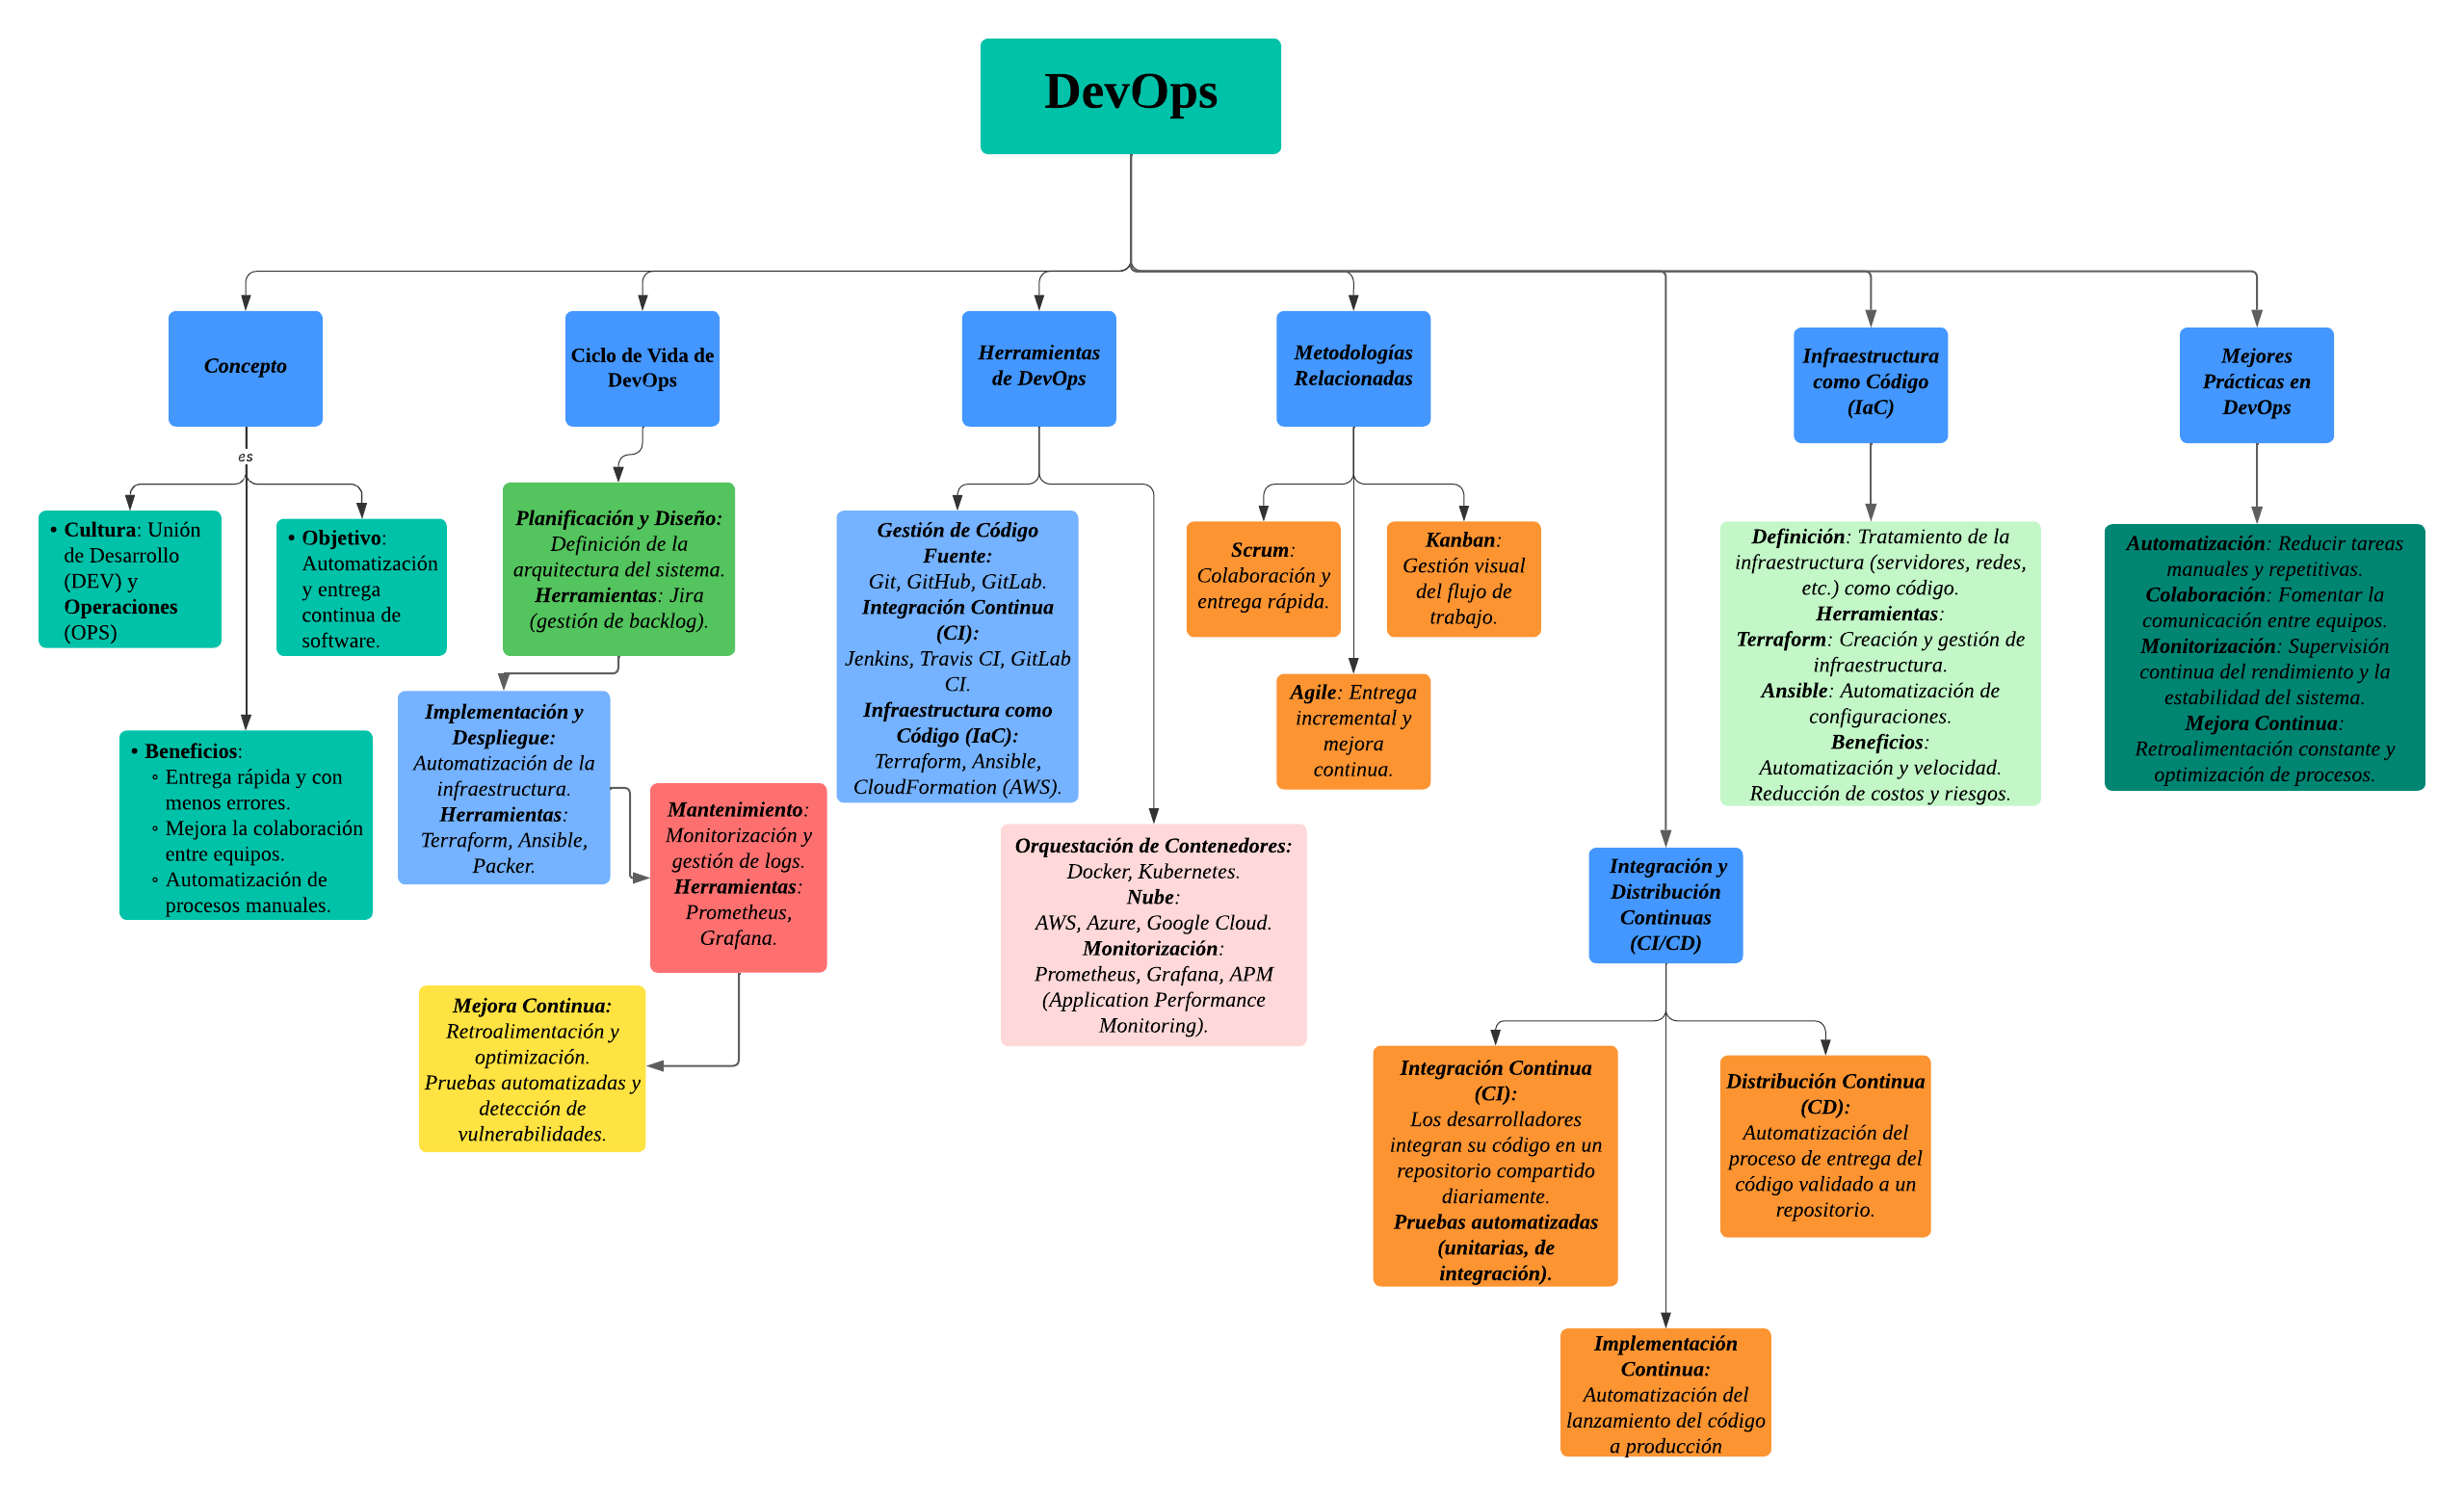 DevOps
Concepto
es
• Cultura: Unión
de Desarrollo
(DEV) y
Operaciones
(OPS)
• Objetivo:
Automatización
y entrega
continua de
software.
• Beneficios:
◦ Entrega rápida y con
menos errores.
◦ Mejora la colaboración
entre equipos.
◦ Automatización de
procesos manuales.
Ciclo de Vida de
DevOps
Planificación y Diseño:
Definición de la
arquitectura del sistema.
Herramientas: Jira
(gestión de backlog).
Implementación y
Despliegue:
Automatización de la
infraestructura.
Herramientas:
Terraform, Ansible,
Packer.
Mantenimiento:
Monitorización y
gestión de logs.
Herramientas:
Prometheus,
Grafana.
Mejora Continua:
Retroalimentación y
optimización.
Pruebas automatizadas y
detección de
vulnerabilidades.
Herramientas
de DevOps
Gestión de Código
Fuente:
Git, GitHub, GitLab.
Integración Continua
(CI):
Jenkins, Travis CI, GitLab
CI.
Infraestructura como
Código (IaC):
Terraform, Ansible,
CloudFormation (AWS).
Orquestación de Contenedores:
Docker, Kubernetes.
Nube:
AWS, Azure, Google Cloud.
Monitorización:
Prometheus, Grafana, APM
(Application Performance
Monitoring).
Metodologías
Relacionadas
Scrum:
Colaboración y
entrega rápida.
Kanban:
Gestión visual
del flujo de
trabajo.
Agile: Entrega
incremental y
mejora
continua.
Integración y
Distribución
Continuas
(CI/CD)
Integración Continua
(CI):
Los desarrolladores
integran su código en un
repositorio compartido
diariamente.
Pruebas automatizadas
(unitarias, de
integración).
Distribución Continua
(CD):
Automatización del
proceso de entrega del
código validado a un
repositorio.
Implementación
Continua:
Automatización del
lanzamiento del código
a producción
Infraestructura
como Código
(IaC)
Definición: Tratamiento de la
infraestructura (servidores, redes,
etc.) como código.
Herramientas:
Terraform: Creación y gestión de
infraestructura.
Ansible: Automatización de
configuraciones.
Beneficios:
Automatización y velocidad.
Reducción de costos y riesgos.
Mejores
Prácticas en
DevOps
Automatización: Reducir tareas
manuales y repetitivas.
Colaboración: Fomentar la
comunicación entre equipos.
Monitorización: Supervisión
continua del rendimiento y la
estabilidad del sistema.
Mejora Continua:
Retroalimentación constante y
optimización de procesos.